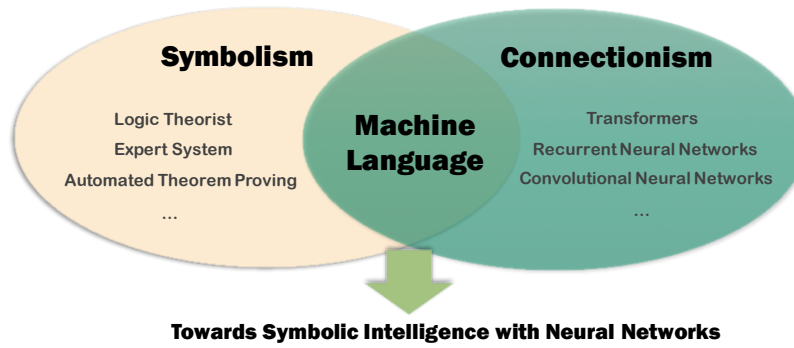 Symbolism
Logic Theorist
Expert System
Automated Theorem Proving
...
Machine
Language
Connectionism
Transformers
Recurrent Neural Networks
Convolutional Neural Networks
...
Towards Symbolic Intelligence with Neural Networks